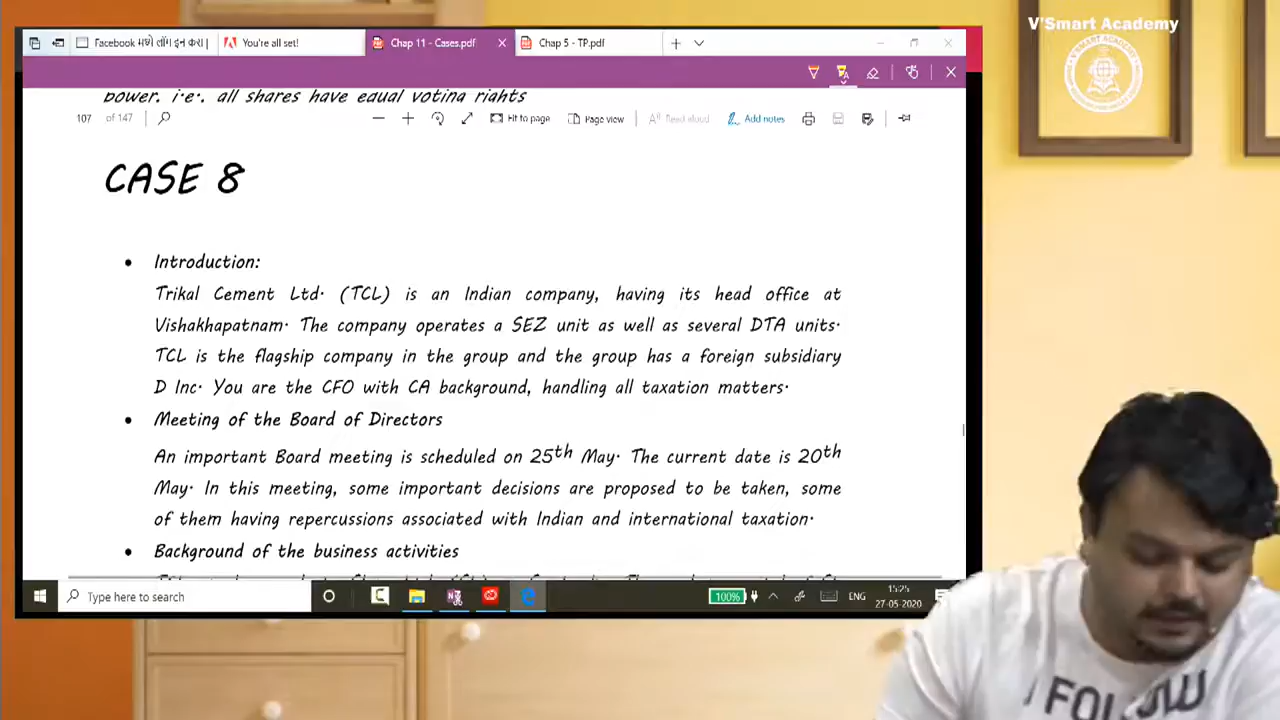 V'Smart Academy
Facebook मध्ये लॉग इन करा |
You're all set!
Chap 11 - Cases.pdf
Chap 5 - TP.pdf
power. i.e. all shares have equal voting rights
107 of 147
Fit to page
Page view
Read aloud
Add notes
CASE 8
• Introduction:
Trikal Cement Ltd. (TCL) is an Indian company, having its head office at
Vishakhapatnam. The company operates a SEZ unit as well as several DTA units.
TCL is the flagship company in the group and the group has a foreign subsidiary
D Inc. You are the CFO with CA background, handling all taxation matters.
• Meeting of the Board of Directors
An important Board meeting is scheduled on 25th May. The current date is 20th
May. In this meeting, some important decisions are proposed to be taken, some
of them having repercussions associated with Indian and international taxation.
• Background of the business activities
Type here to search
100%
ENG
15:25
27-05-2020
I FOLLOW